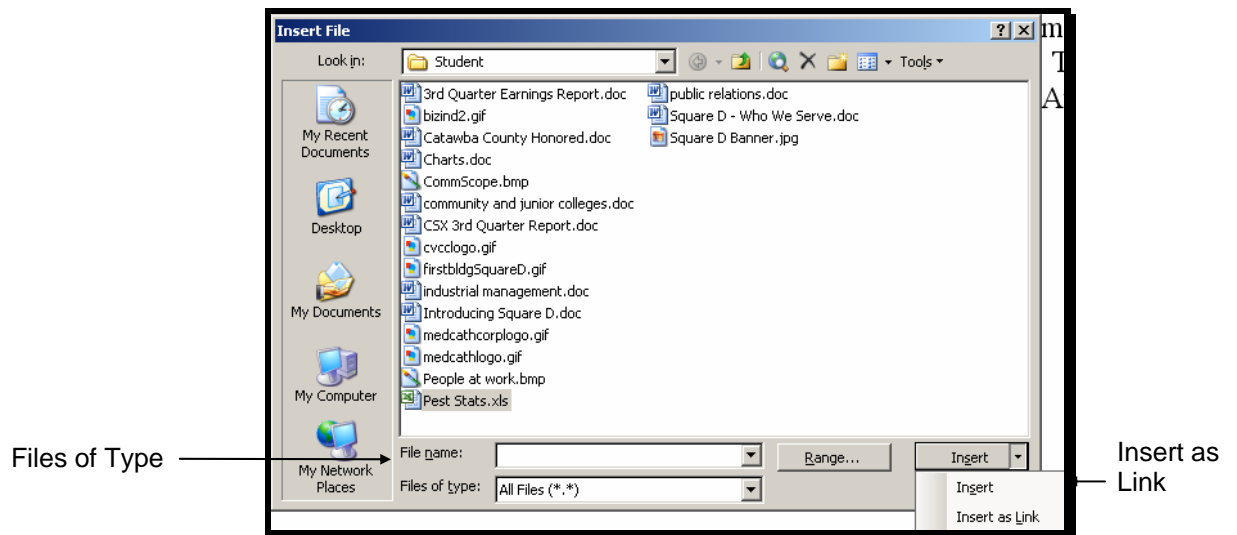 Insert File
m
Look in:
Student
Tools
T
A
3rd Quarter Earnings Report.doc
bizind2.gif
Catawba County Honored.doc
Charts.doc
CommScope.bmp
community and junior colleges.doc
CSX 3rd Quarter Report.doc
cvcclogo.gif
firstbldgSquareD.gif
industrial management.doc
Introducing Square D.doc
medcathcorplogo.gif
medcathlogo.gif
People at work.bmp
Pest Stats.xls
public relations.doc
Square D - Who We Serve.doc
Square D Banner.jpg
My Recent
Documents
Desktop
My Documents
My Computer
My Network
Places
File name:
Range...
Insert
Files of type:
All Files (*.*)
Insert
Insert as Link
Files of Type
Insert as
Link